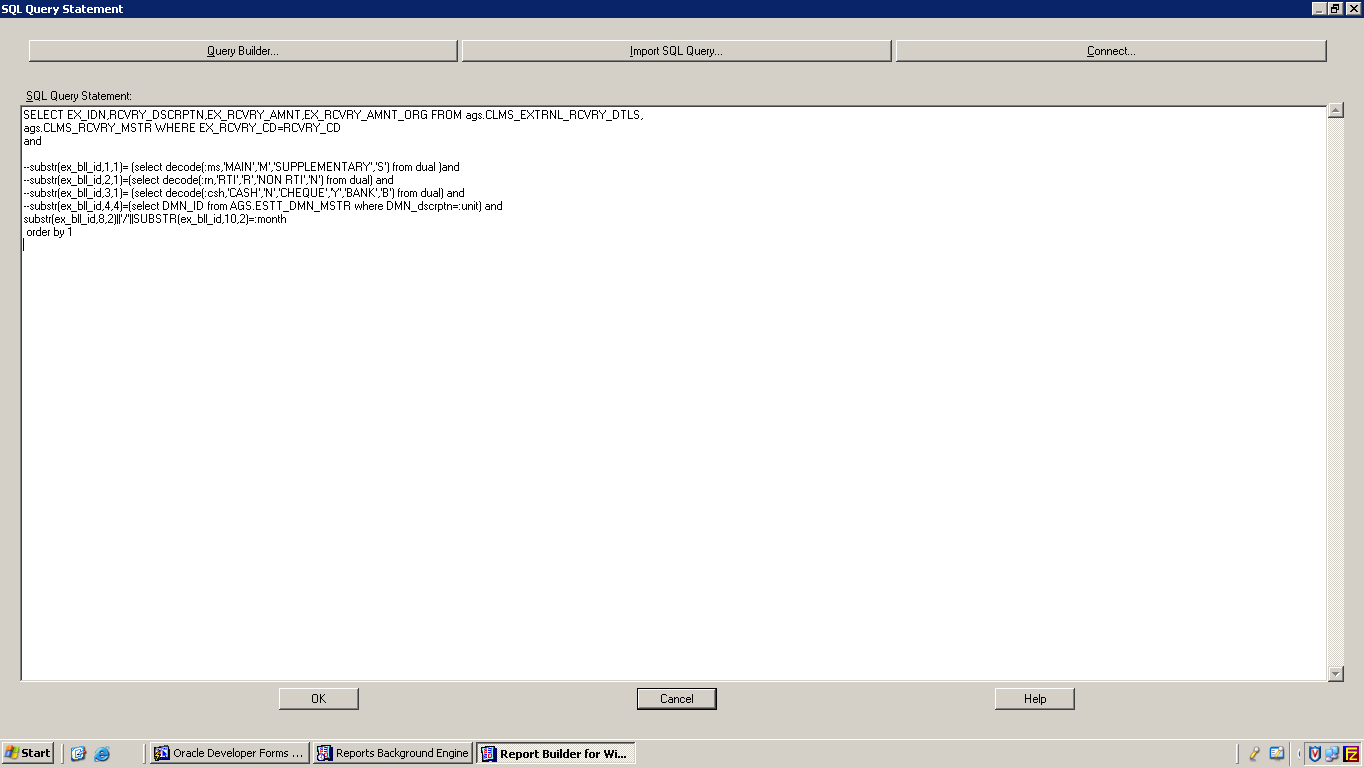 SQL Query Statement
Query Builder...
Import SQL Query...
Connect...
SQL Query Statement:
SELECT EX_IDN,RCVRY_DSCRPTN,EX_RCVRY_AMNT,EX_RCVRY_AMNT_ORG FROM ags.CLMS_EXTRNL_RCVRY_DTLS,
ags.CLMS_RCVRY_MSTR WHERE EX_RCVRY_CD=RCVRY_CD
and
--substr(ex_bll_id,1,1)= (select decode(:ms,'MAIN','M','SUPPLEMENTARY','S') from dual )and
--substr(ex_bll_id,2,1)=(select decode(:rn,'RTI','R','NON RTI','N') from dual) and
--substr(ex_bll_id,3,1)= (select decode(:csh,'CASH','N','CHEQUE','Y','BANK','B') from dual) and
--substr(ex_bll_id,4,4)=(select DMN_ID from AGS.ESTT_DMN_MSTR where DMN_dscrptn=:unit) and
substr(ex_bll_id,8,2)||'/'||SUBSTR(ex_bll_id,10,2)=:month
order by 1
OK
Cancel
Help
Start
Oracle Developer Forms ...
Reports Background Engine
Report Builder for Wi...